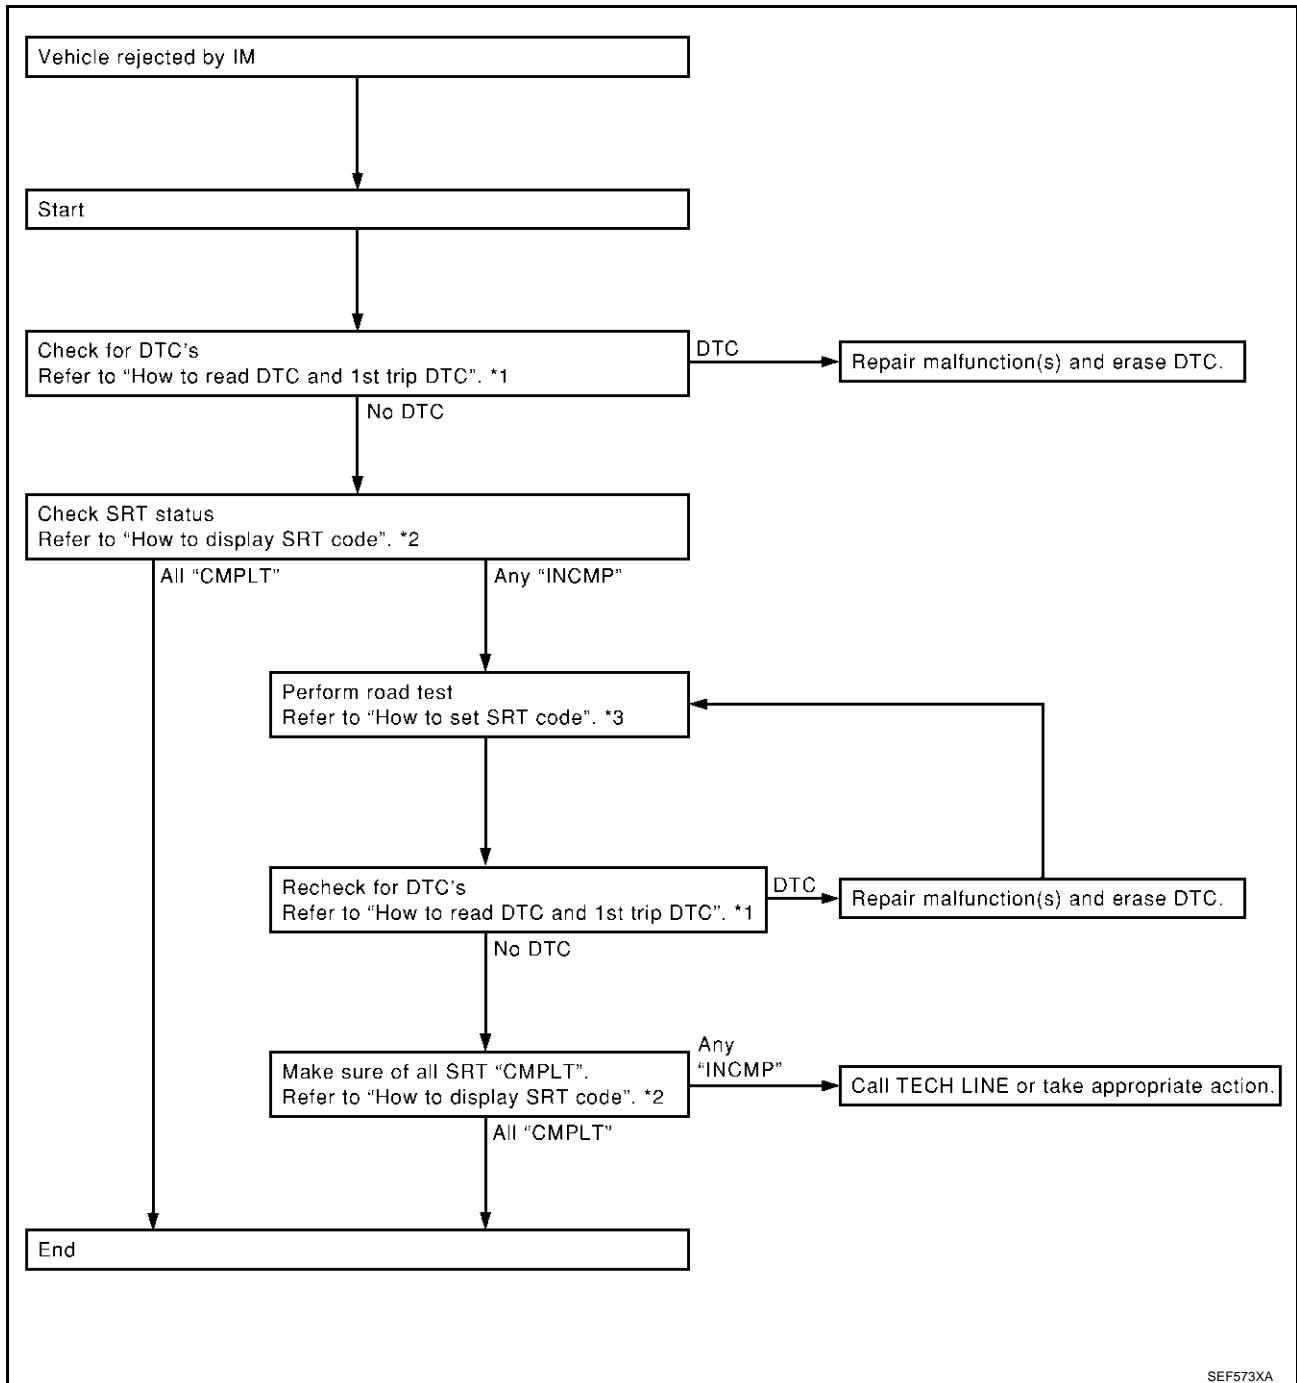 Vehicle rejected by IM
Start
Check for DTC's
Refer to “How to read DTC and 1st trip DTC”. *1
DTC
Repair malfunction(s) and erase DTC.
No DTC
Check SRT status
Refer to “How to display SRT code”. *2
All “CMPLT”
Any “INCMP”
Perform road test
Refer to “How to set SRT code”. *3
Recheck for DTC's
Refer to “How to read DTC and 1st trip DTC”. *1
DTC
Repair malfunction(s) and erase DTC.
No DTC
Make sure of all SRT “CMPLT”.
Refer to “How to display SRT code”. *2
Any
“INCMP”
Call TECH LINE or take appropriate action.
All “CMPLT”
End
SEF573XA